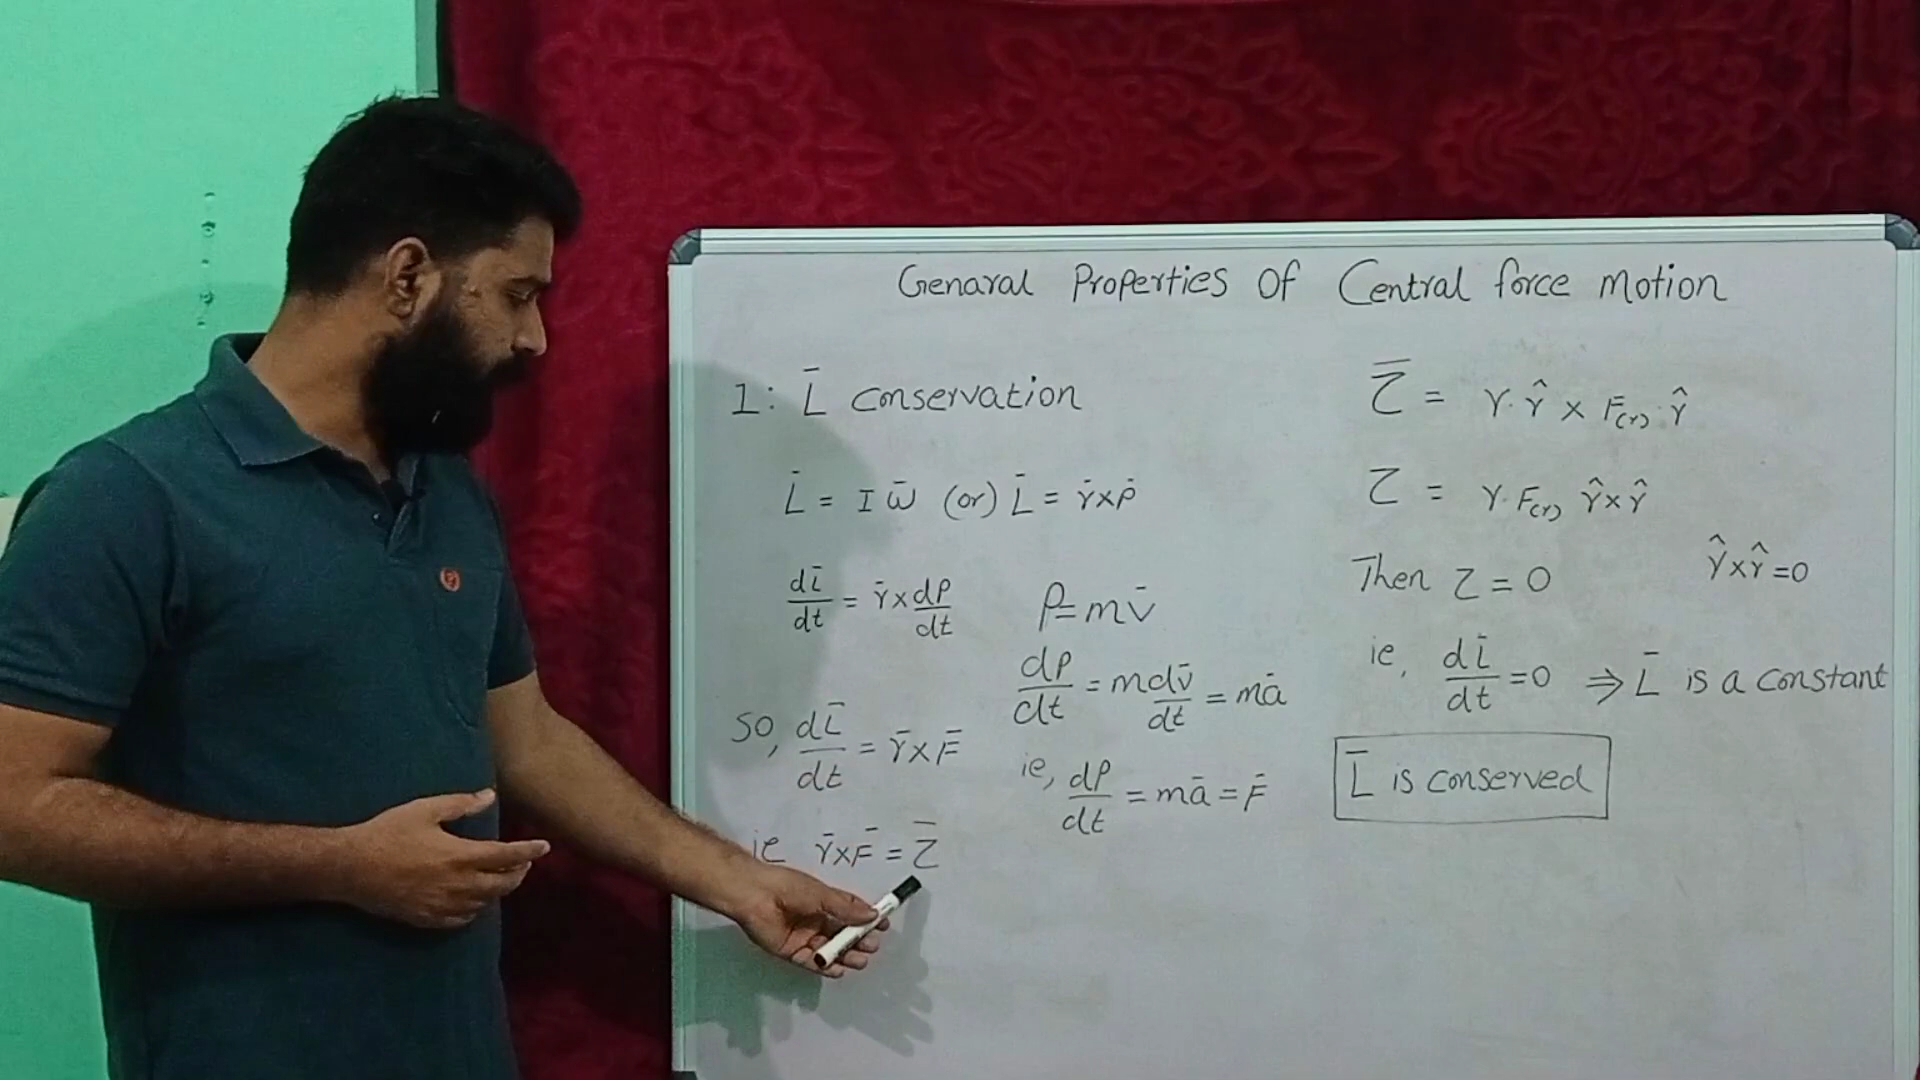 Genaral Properties Of Central force motion
1: L̄ conservation
L̄ = I ω̄ (or) L̄ = r̄×p̄
dL̄/dt = r̄×dp/dt
P=mv̄
dp/dt = mdv̄/dt = mā
So, dL̄/dt = r̄×F̄
ie, dp/dt = mā = F̄
ie r̄×F̄ = τ̄
τ̄ = r.r̂ × F(r).r̂
τ = r.F(r) r̂×r̂
Then τ = 0
r̂×r̂=0
ie, dL̄/dt =0 ⇒ L̄ is a constant
L̄ is conserved